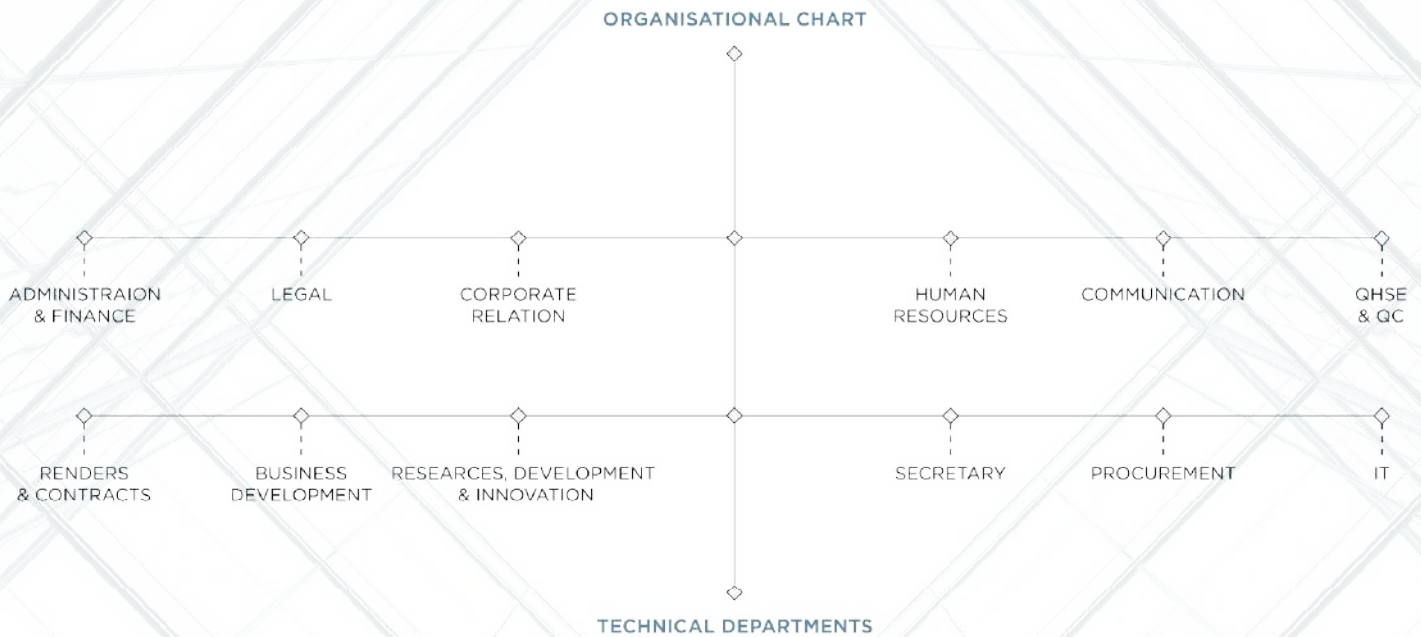 ORGANISATIONAL CHART
ADMINISTRAION
& FINANCE
LEGAL
CORPORATE
RELATION
HUMAN
RESOURCES
COMMUNICATION
QHSE
& QC
RENDERS
& CONTRACTS
BUSINESS
DEVELOPMENT
RESEARCES, DEVELOPMENT
& INNOVATION
SECRETARY
PROCUREMENT
IT
TECHNICAL DEPARTMENTS